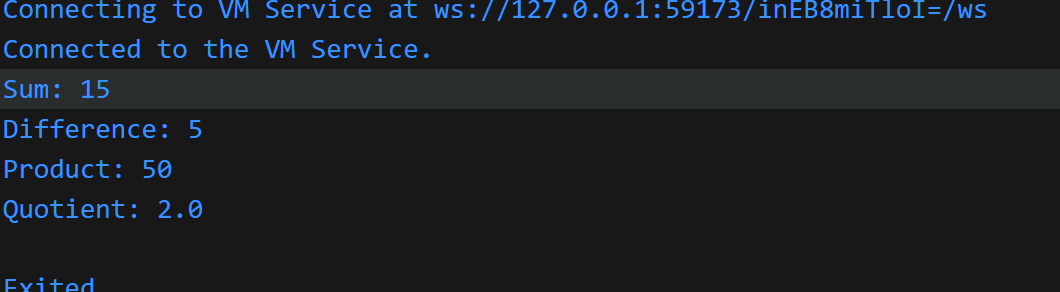 Connecting to VM Service at ws://127.0.0.1:59173/inEB8miTloI=/ws
Connected to the VM Service.
Sum: 15
Difference: 5
Product: 50
Quotient: 2.0
Exited